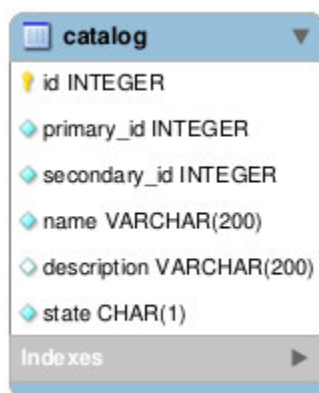 catalog
id INTEGER
primary_id INTEGER
secondary_id INTEGER
name VARCHAR(200)
description VARCHAR(200)
state CHAR(1)
Indexes